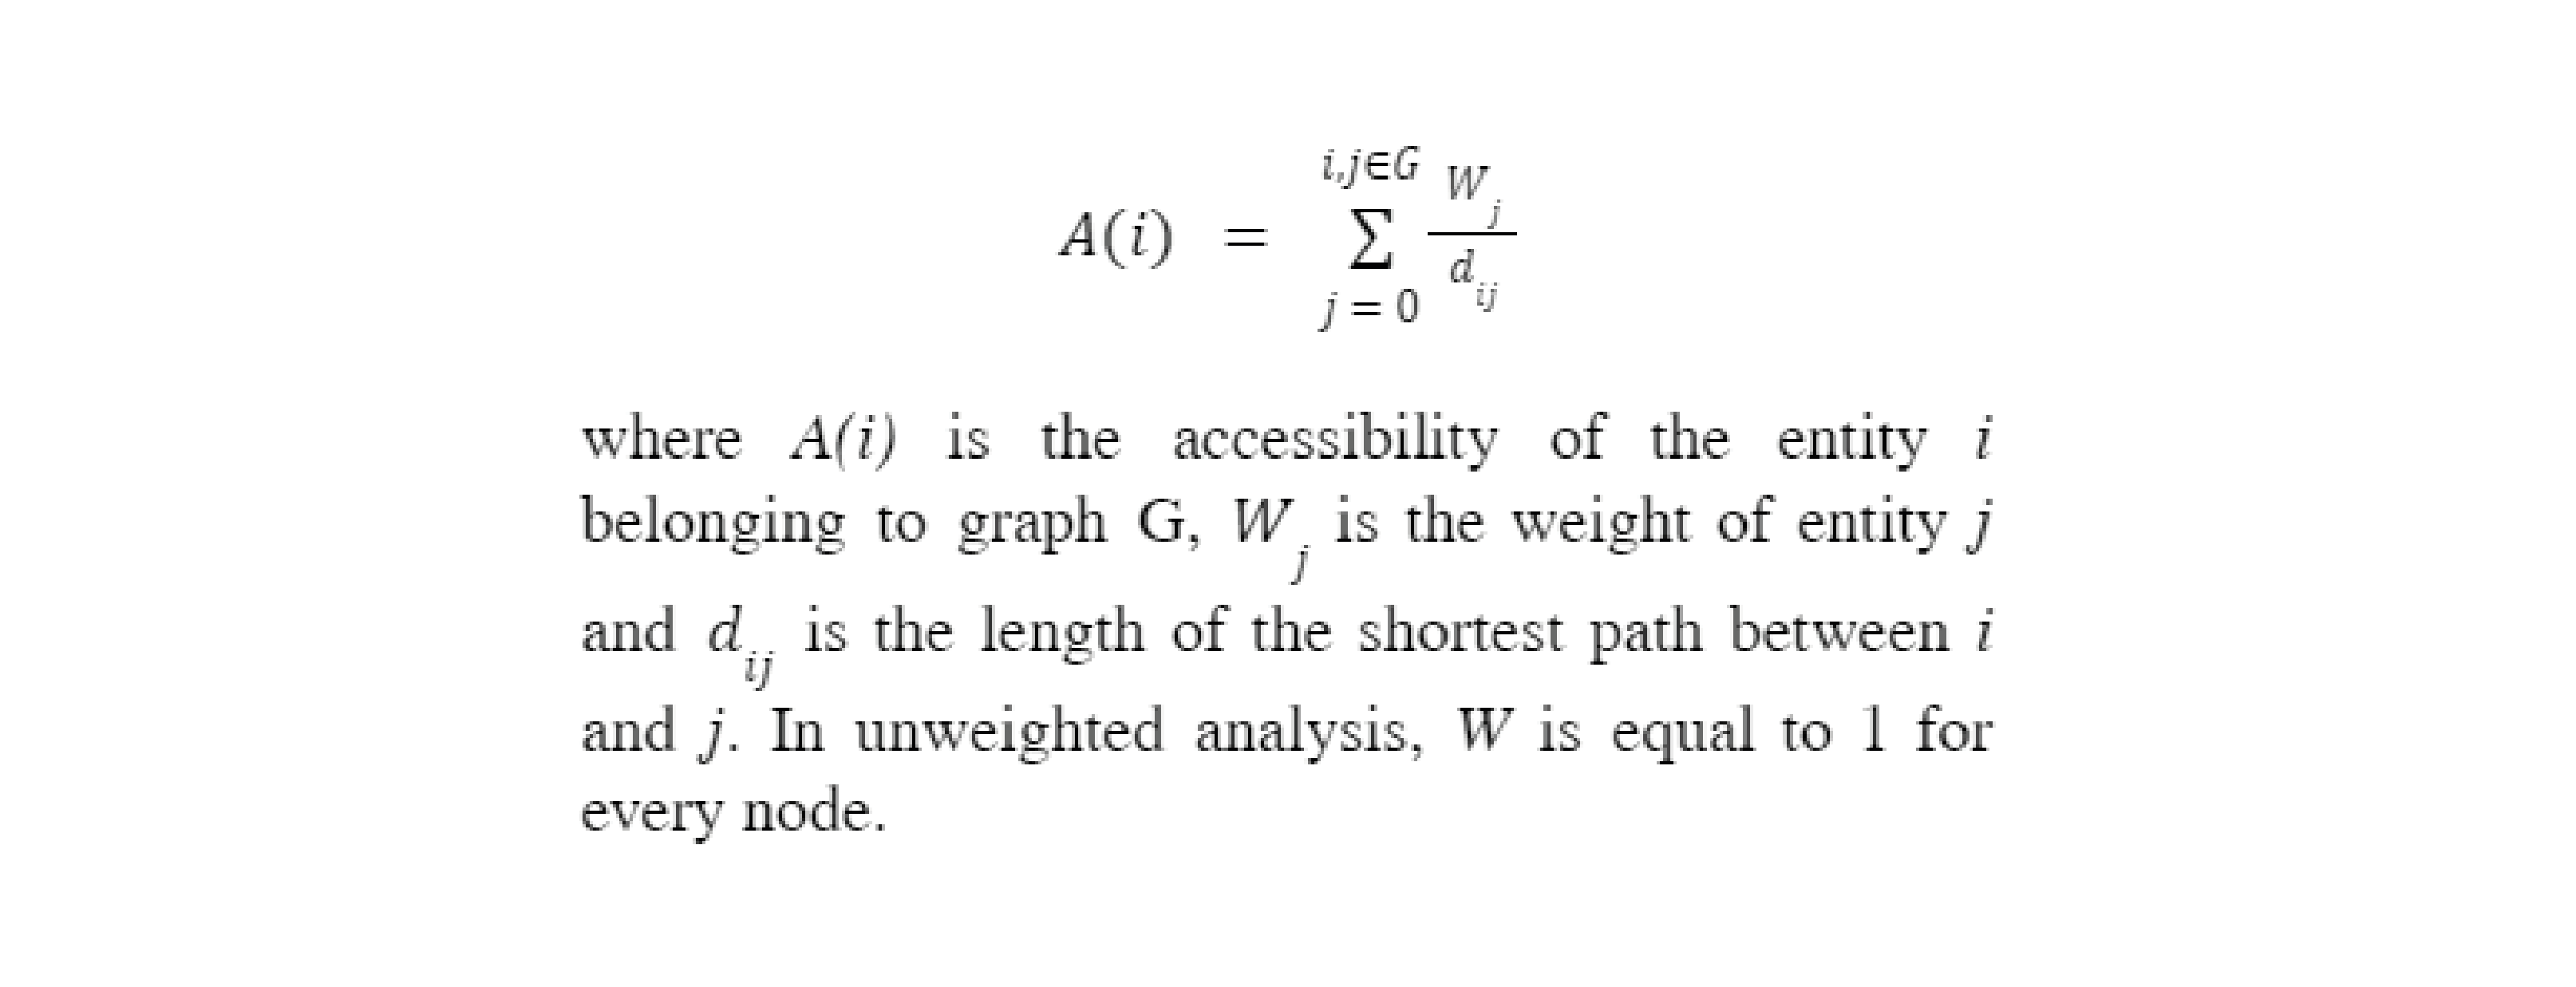 A(i) = \sum_{j = 0}^{i,j∈G} \frac{W_j}{d_{ij}}
where A(i) is the accessibility of the entity i
belonging to graph G, W_j is the weight of entity j
and d_{ij} is the length of the shortest path between i
and j. In unweighted analysis, W is equal to 1 for
every node.